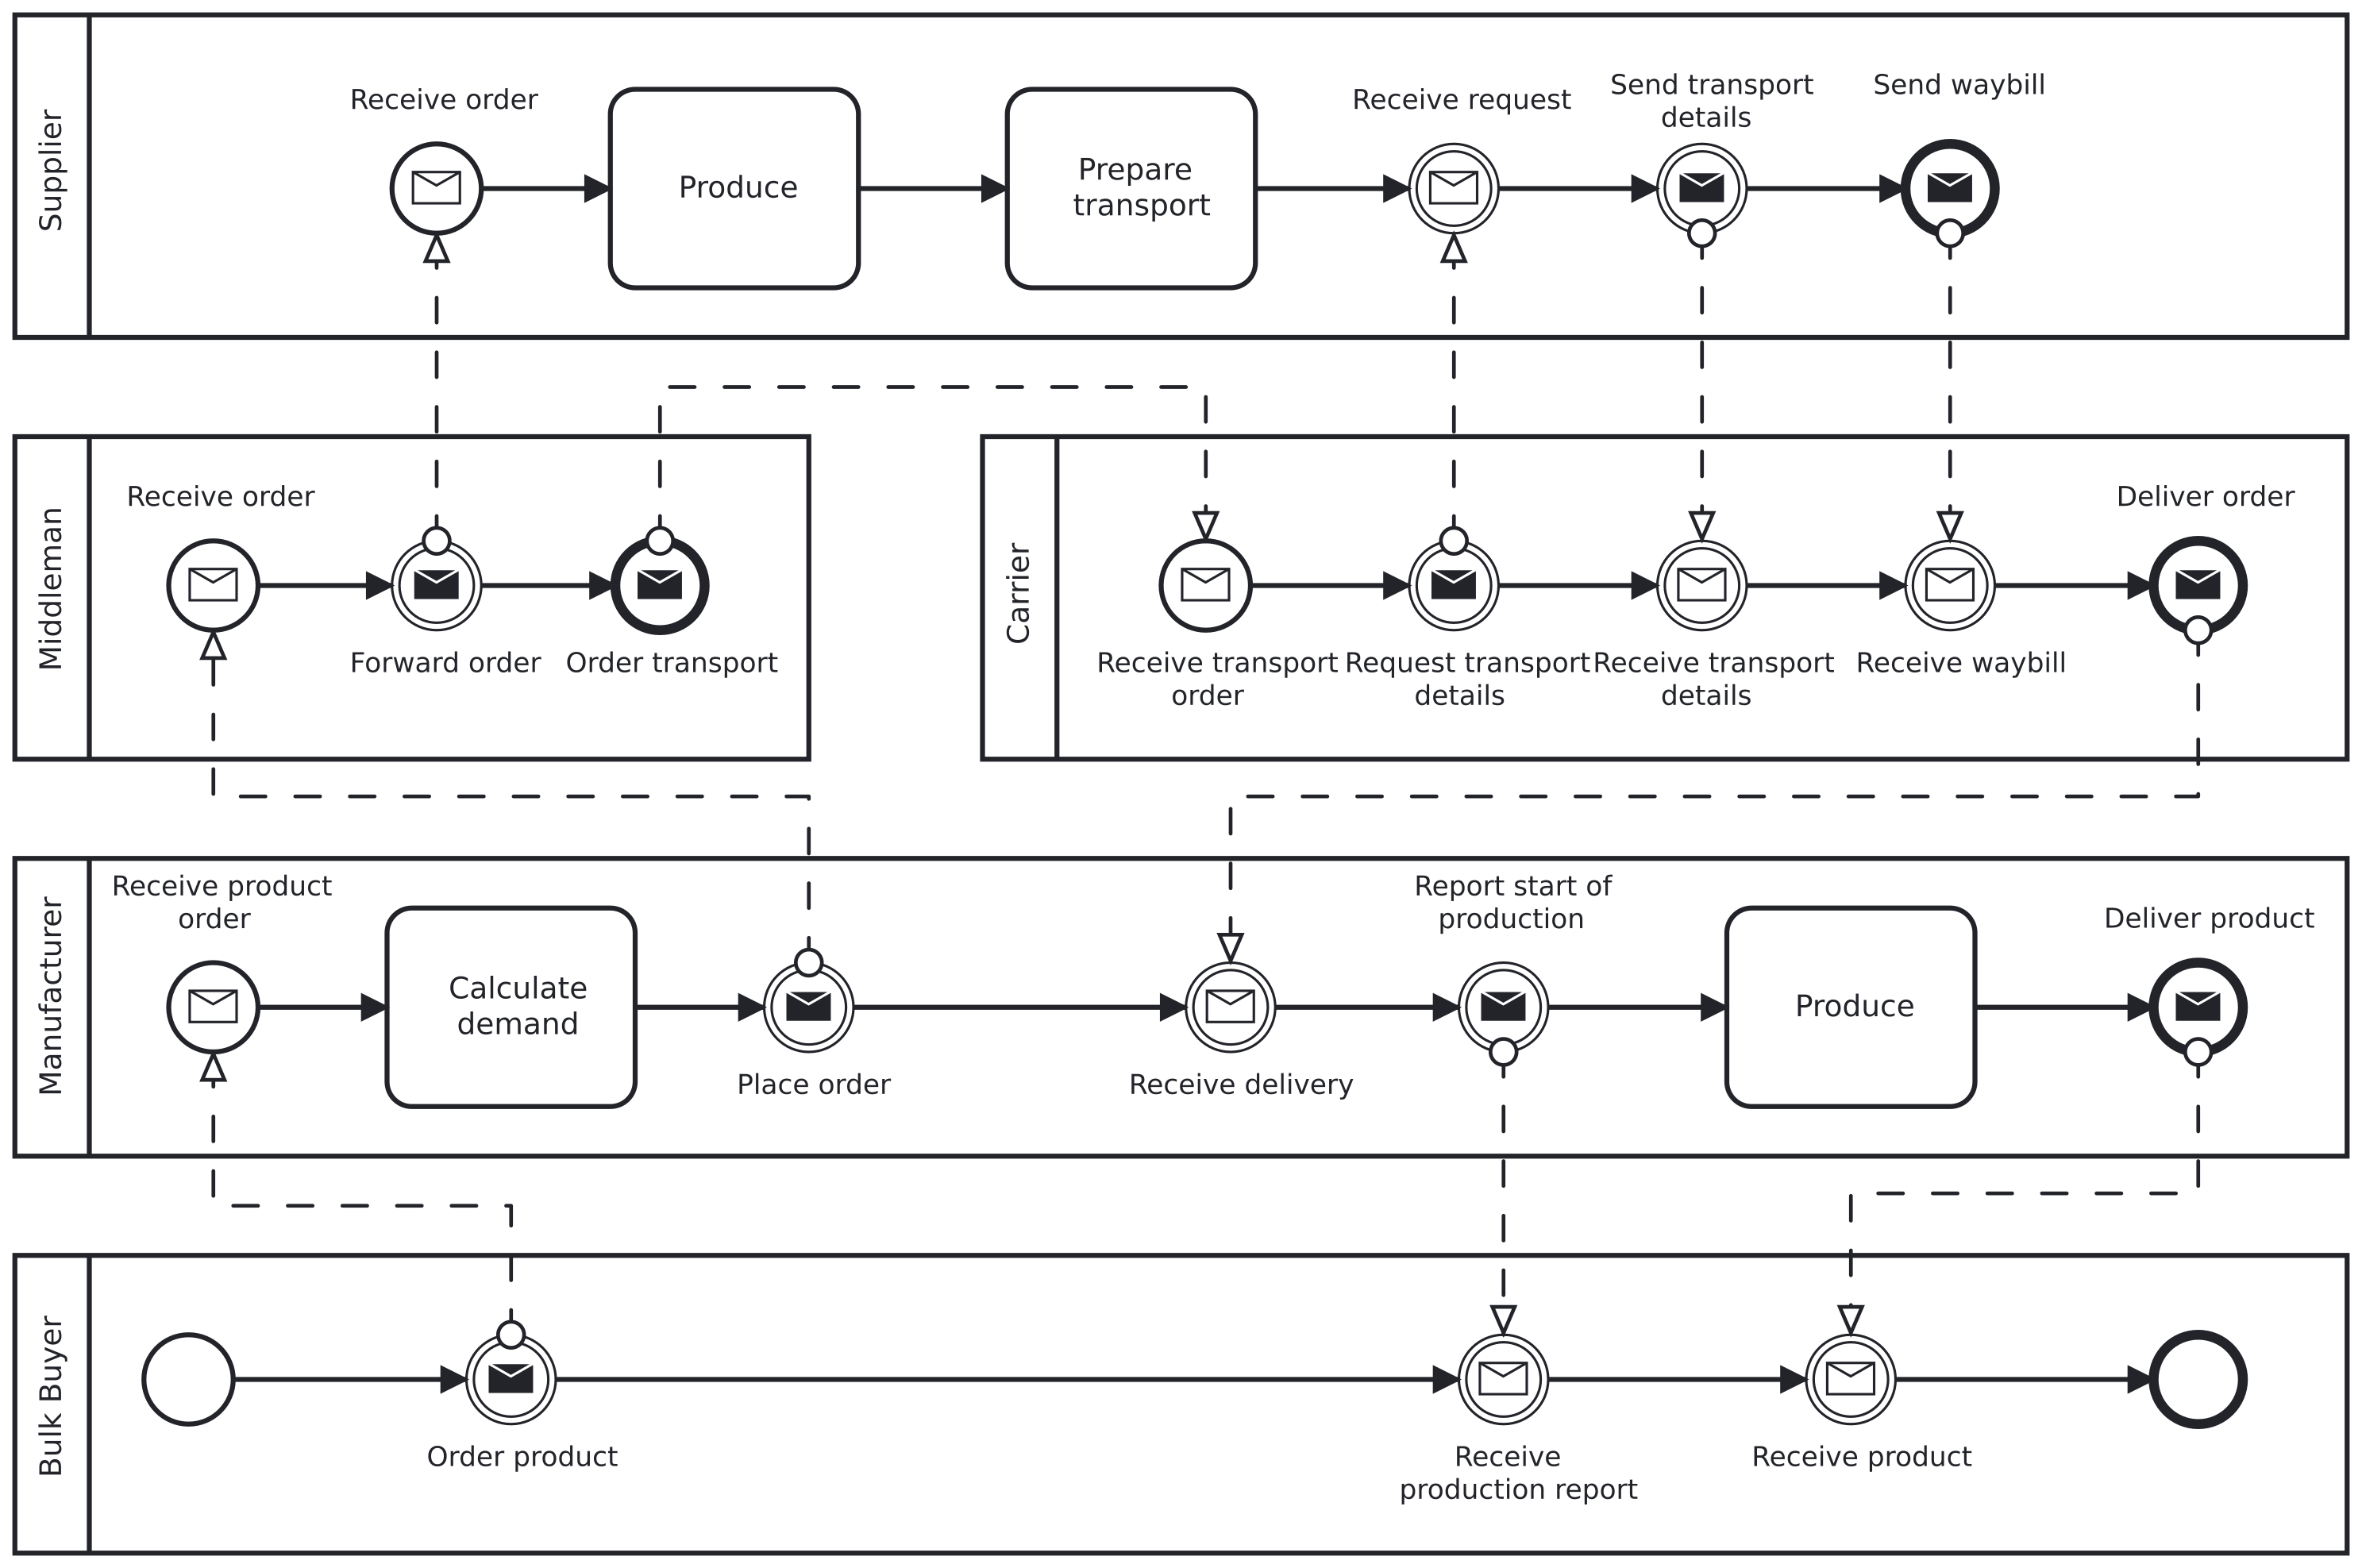 Supplier
Receive order
Produce
Prepare
transport
Receive request
Send transport
details
Send waybill
Middleman
Receive order
Forward order
Order transport
Carrier
Receive transport
order
Request transport
details
Receive transport
details
Receive waybill
Deliver order
Manufacturer
Receive product
order
Calculate
demand
Place order
Receive delivery
Report start of
production
Produce
Deliver product
Bulk Buyer
Order product
Receive
production report
Receive product